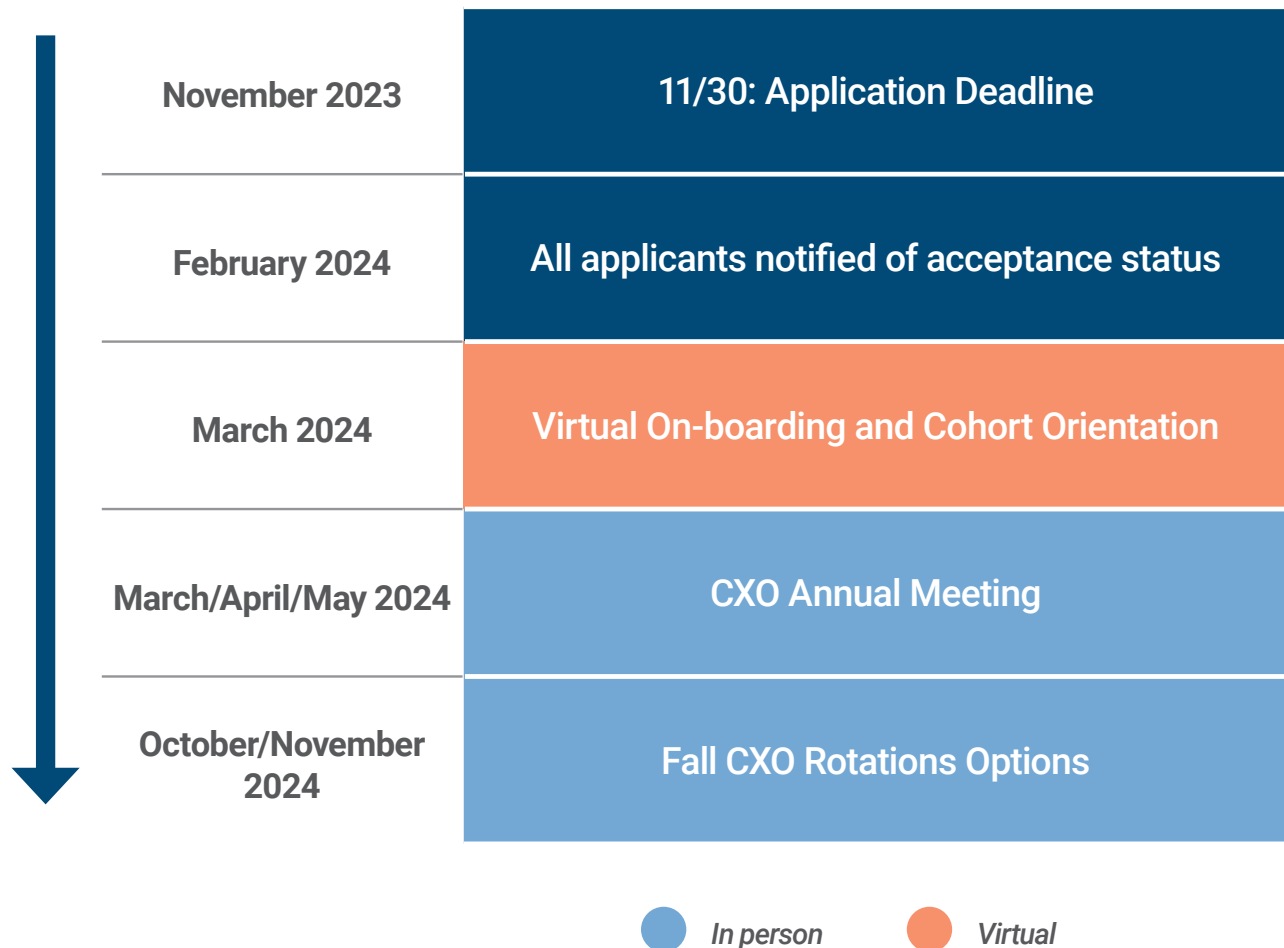 November 2023
11/30: Application Deadline
February 2024
All applicants notified of acceptance status
March 2024
Virtual On-boarding and Cohort Orientation
March/April/May 2024
CXO Annual Meeting
October/November
2024
Fall CXO Rotations Options
In person
Virtual